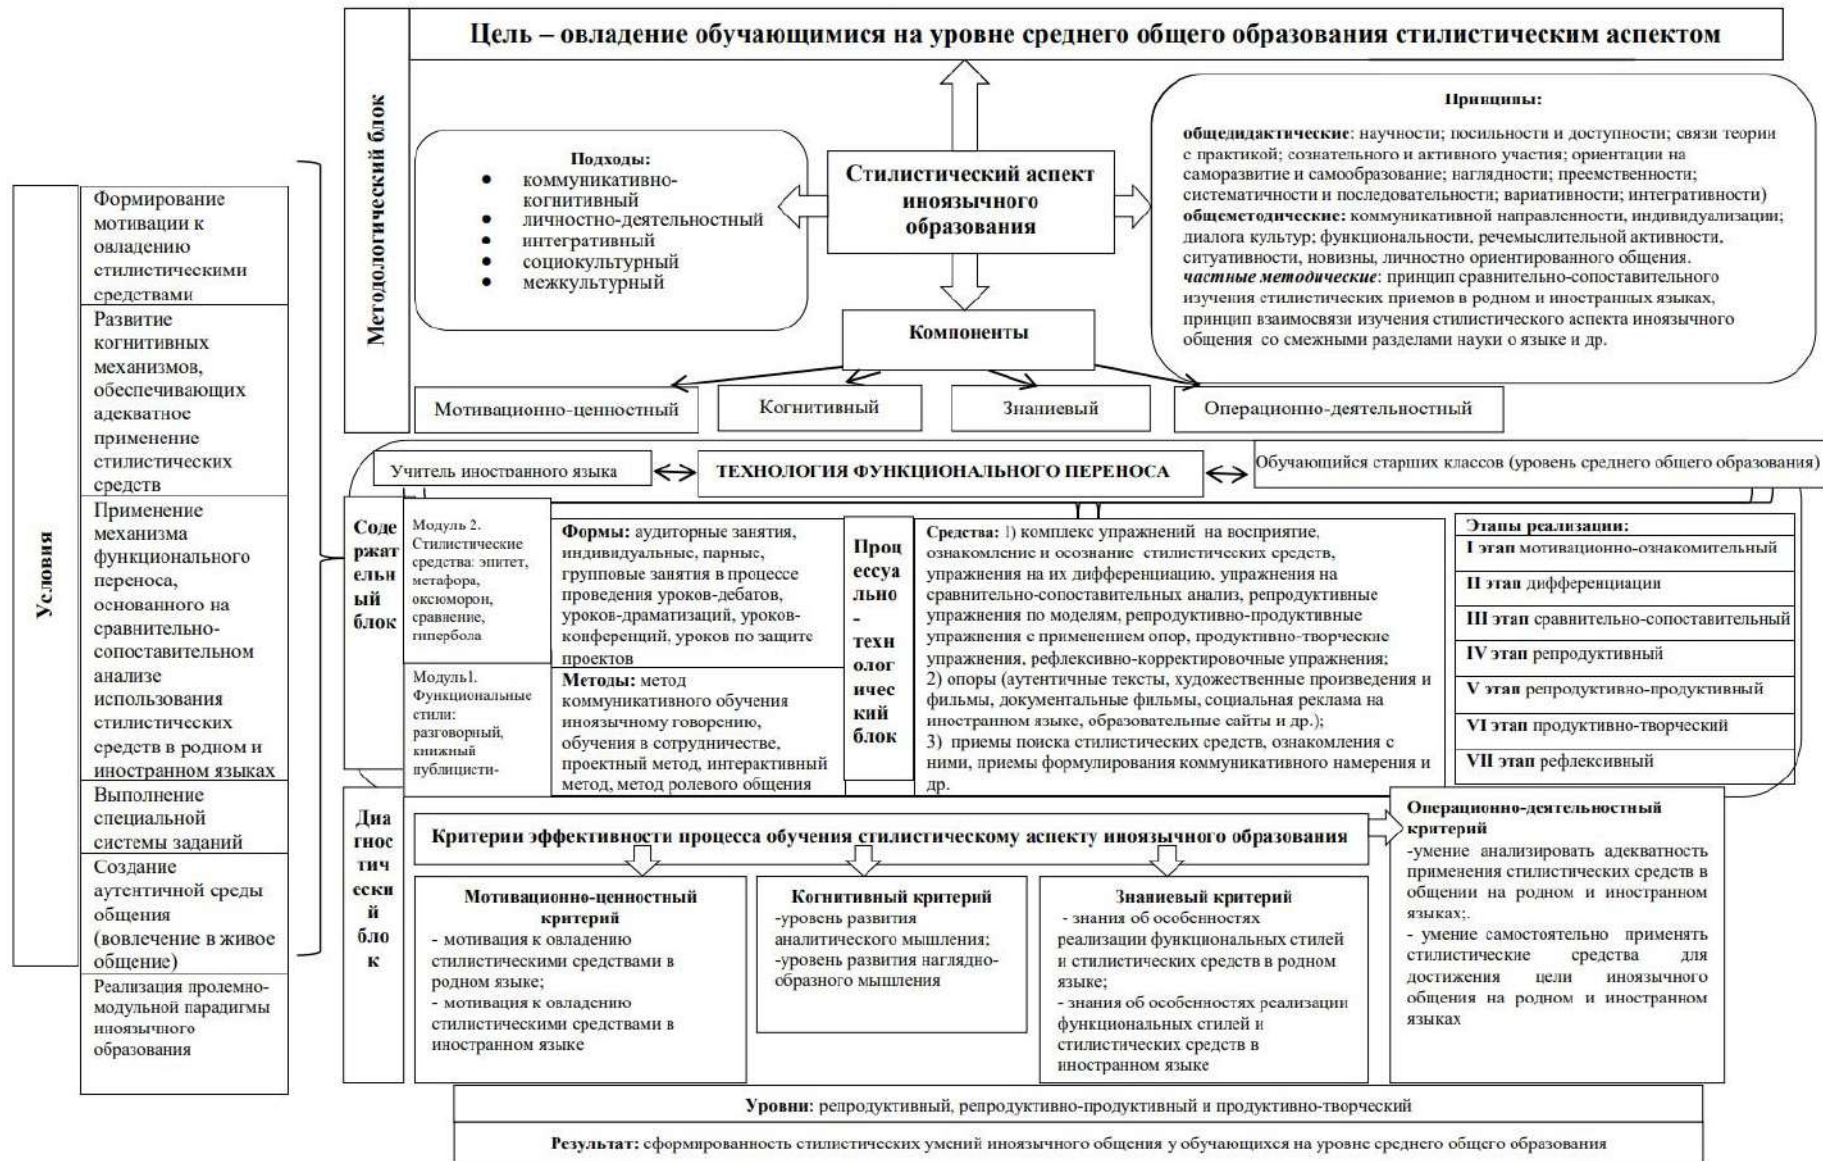 Цель – овладение обучающимися на уровне среднего общего образования стилистическим аспектом
Методологический блок
Подходы:
● коммуникативно-
когнитивный
● личностно-деятельностный
● интегративный
● социокультурный
● межкультурный
Стилистический аспект
иноязычного
образования
Принципы:
общедидактические: научности; посильности и доступности; связи теории
с практикой; сознательного и активного участия; ориентации на
саморазвитие и самообразование; наглядности; преемственности;
систематичности и последовательности; вариативности; интегративности)
общеметодические: коммуникативной направленности, индивидуализации;
диалога культур; функциональности, речемыслительной активности,
ситуативности, новизны, личностно ориентированного общения.
частные методические: принцип сравнительно-сопоставительного
изучения стилистических приемов в родном и иностранных языках,
принцип взаимосвязи изучения стилистического аспекта иноязычного
общения со смежными разделами науки о языке и др.
Компоненты
Мотивационно-ценностный
Когнитивный
Знаниевый
Операционно-деятельностный
Условия
Формирование
мотивации к
овладению
стилистическими
средствами
Развитие
когнитивных
механизмов,
обеспечивающих
адекватное
применение
стилистических
средств
Применение
механизма
функционального
переноса,
основанного на
сравнительно-
сопоставительном
анализе
использования
стилистических
средств в родном и
иностранном языках
Выполнение
специальной
системы заданий
Создание
аутентичной среды
общения
(вовлечение в живое
общение)
Реализация пролемно-
модульной парадигмы
иноязычного
образования
Учитель иностранного языка
ТЕХНОЛОГИЯ ФУНКЦИОНАЛЬНОГО ПЕРЕНОСА
Обучающийся старших классов (уровень среднего общего образования)
Соде
ржат
ельн
ый
блок
Модуль 2.
Стилистические
средства: эпитет,
метафора,
оксюморон,
сравнение,
гипербола
Модуль1.
Функциональные
стили:
разговорный,
книжный
публицисти-
Формы: аудиторные занятия,
индивидуальные, парные,
групповые занятия в процессе
проведения уроков-дебатов,
уроков-драматизаций, уроков-
конференций, уроков по защите
проектов
Методы: метод
коммуникативного обучения
иноязычному говорению,
обучения в сотрудничестве,
проектный метод, интерактивный
метод, метод ролевого общения
Проц
ессуа
льно
-
техн
олог
ичес
кий
блок
Средства: 1) комплекс упражнений на восприятие,
ознакомление и осознание стилистических средств,
упражнения на их дифференциацию, упражнения на
сравнительно-сопоставительных анализ, репродуктивные
упражнения по моделям, репродуктивно-продуктивные
упражнения с применением опор, продуктивно-творческие
упражнения, рефлексивно-корректировочные упражнения;
2) опоры (аутентичные тексты, художественные произведения и
фильмы, документальные фильмы, социальная реклама на
иностранном языке, образовательные сайты и др.);
3) приемы поиска стилистических средств, ознакомления с
ними, приемы формулирования коммуникативного намерения и
др.
Этапы реализации:
I этап мотивационно-ознакомительный
II этап дифференциации
III этап сравнительно-сопоставительный
IV этап репродуктивный
V этап репродуктивно-продуктивный
VI этап продуктивно-творческий
VII этап рефлексивный
Диа
гнос
тич
ески
й
бло
к
Критерии эффективности процесса обучения стилистическому аспекту иноязычного образования
Мотивационно-ценностный
критерий
- мотивация к овладению
стилистическими средствами в
родном языке;
- мотивация к овладению
стилистическими средствами в
иностранном языке
Когнитивный критерий
-уровень развития
аналитического мышления;
-уровень развития наглядно-
образного мышления
Знаниевый критерий
- знания об особенностях
реализации функциональных стилей
и стилистических средств в родном
языке;
- знания об особенностях реализации
функциональных стилей и
стилистических средств в
иностранном языке
Операционно-деятельностный
критерий
-умение анализировать адекватность
применения стилистических средств в
общении на родном и иностранном
языках;.
- умение самостоятельно применять
стилистические средства для
достижения цели иноязычного
общения на родном и иностранном
языках
Уровни: репродуктивный, репродуктивно-продуктивный и продуктивно-творческий
Результат: сформированность стилистических умений иноязычного общения у обучающихся на уровне среднего общего образования